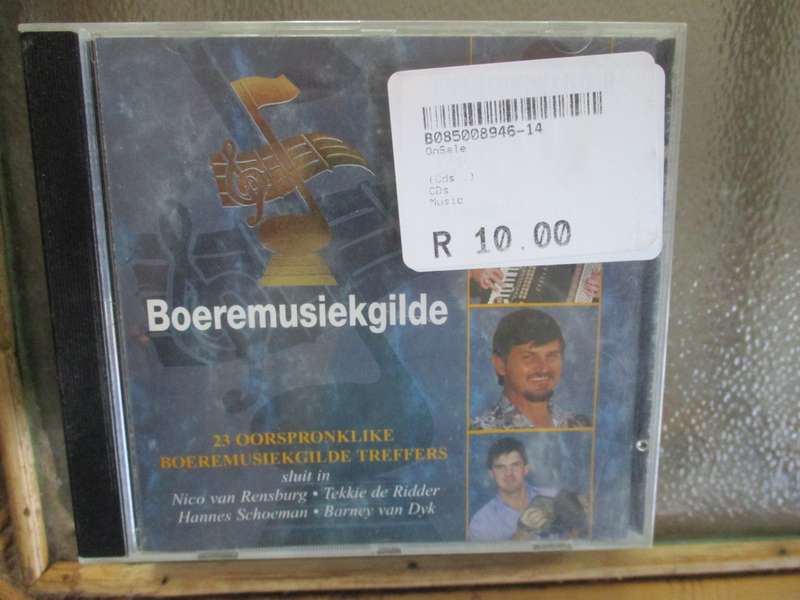 B085008946-14
OnSale
(Cds .)
CDs
Music
R 10.00
Boeremusiekgilde
23 OORSPRONKLIKE
BOEREMUSIEKGILDE TREFFERS
sluit in
Nico van Rensburg • Tekkie de Ridder
Hannes Schoeman • Barney van Dyk